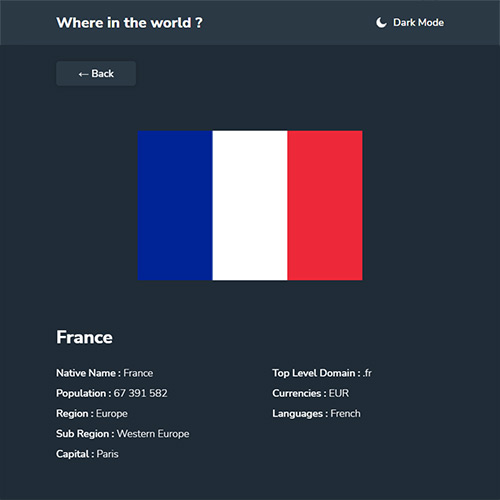 Where in the world ?
Dark Mode
← Back
France
Native Name : France
Population : 67 391 582
Region : Europe
Sub Region : Western Europe
Capital : Paris
Top Level Domain : .fr
Currencies : EUR
Languages : French